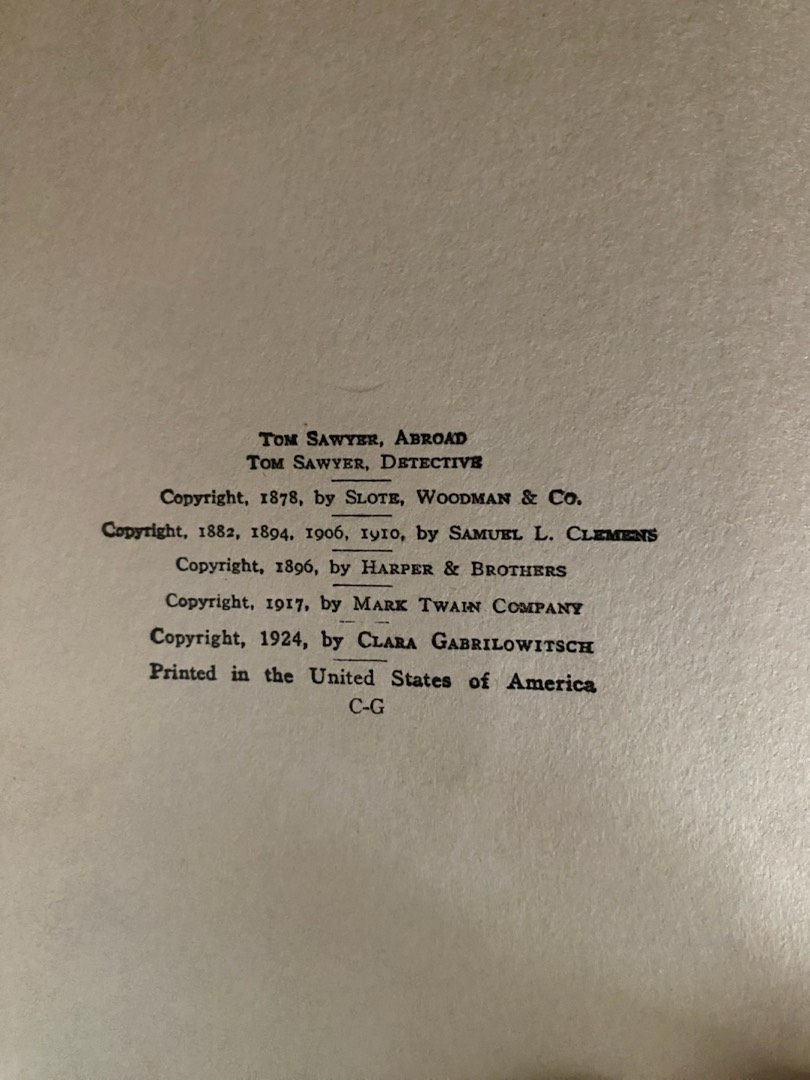 TOM SAWYER, ABROAD
TOM SAWYER, DETECTIVE
Copyright, 1878, by SLOTE, WOODMAN & CO.
Copyright, 1882, 1894, 1906, 1910, by SAMUEL L. CLEMENS
Copyright, 1896, by HARPER & BROTHERS
Copyright, 1917, by MARK TWAIN COMPANY
Copyright, 1924, by CLARA GABRILOWITSCH
Printed in the United States of America
C-G